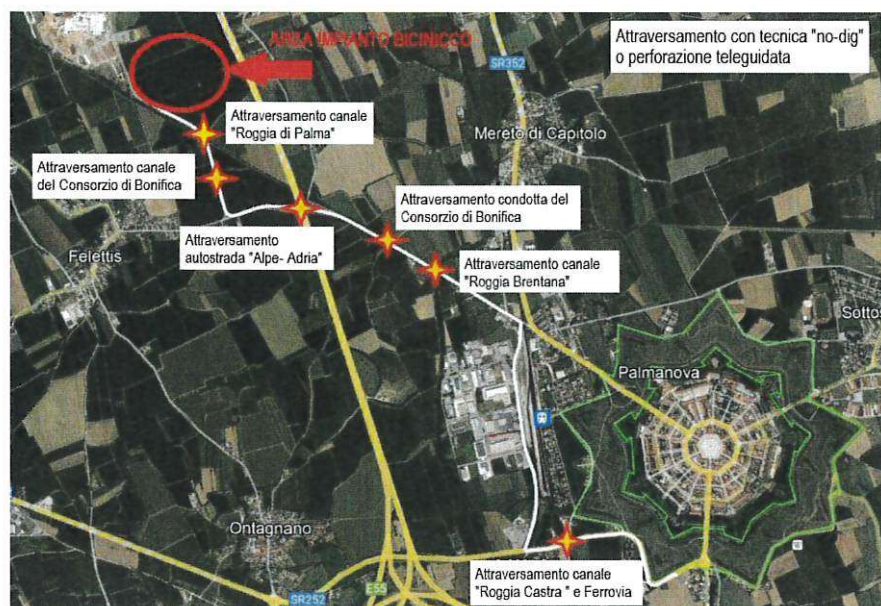 AREA IMPIANTO BICINICCO
Attraversamento con tecnica "no-dig"
o perforazione teleguidata
SR352
Attraversamento canale
"Roggia di Palma"
Mereto di Capitolo
Attraversamento canale
del Consorzio di Bonifica
Attraversamento condotta del
Consorzio di Bonifica
Felettis
Attraversamento
autostrada "Alpe- Adria"
Attraversamento canale
"Roggia Brentana"
Sottos
Palmanova
Ontagnano
Attraversamento canale
"Roggia Castra " e Ferrovia
E55
SR252